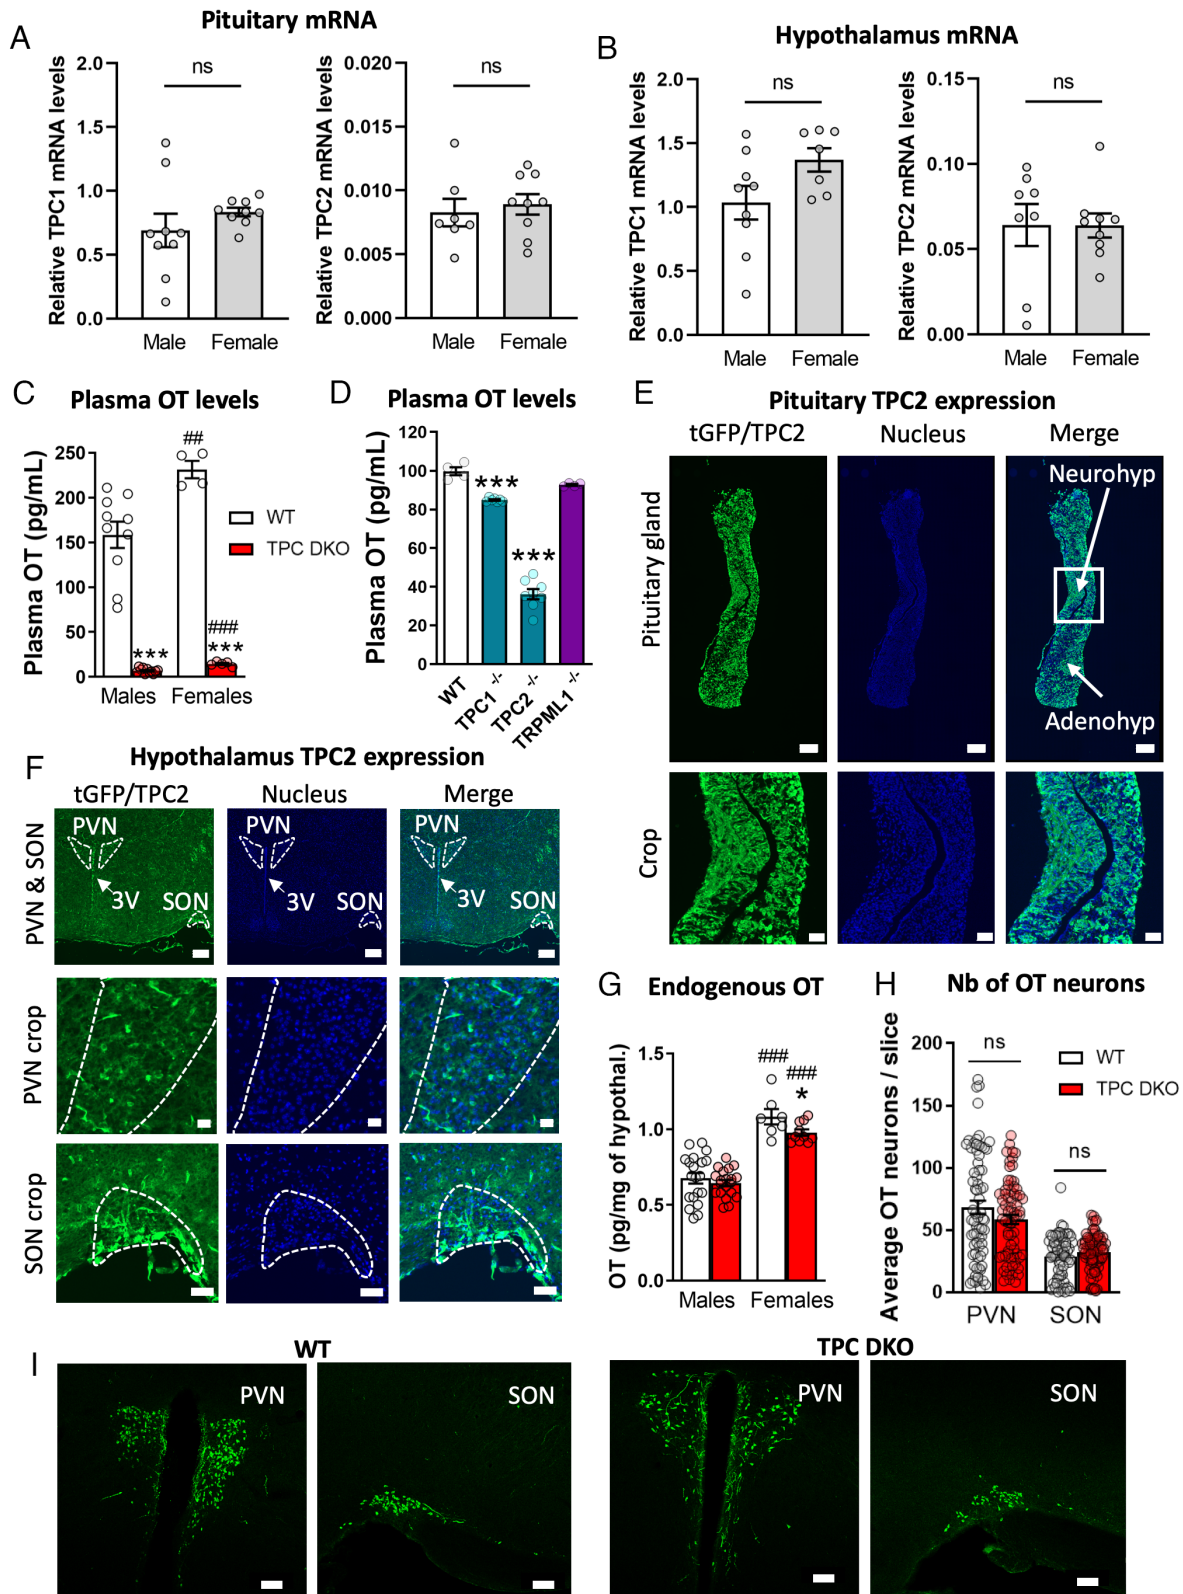 A
Pituitary mRNA
Relative TPC1 mRNA levels
2.0
1.5
1.0
0.5
0.0
ns
Male
Female
Relative TPC2 mRNA levels
0.020
0.015
0.010
0.005
0.000
ns
Male
Female
B
Hypothalamus mRNA
Relative TPC1 mRNA levels
2.0
1.5
1.0
0.5
0.0
ns
Male
Female
Relative TPC2 mRNA levels
0.15
0.10
0.05
0.00
ns
Male
Female
C
Plasma OT levels
Plasma OT (pg/mL)
250
200
150
100
50
0
##
###
***
***
Males
Females
WT
TPC DKO
D
Plasma OT levels
Plasma OT (pg/mL)
120
100
80
60
40
20
0
***
***
WT
TPC1 -/-
TPC2 -/-
TRPML1 -/-
E
Pituitary TPC2 expression
tGFP/TPC2
Nucleus
Merge
Pituitary gland
Neurohyp
Adenohyp
Crop
F
Hypothalamus TPC2 expression
tGFP/TPC2
Nucleus
Merge
PVN & SON
PVN
3V
SON
PVN
3V
SON
PVN
3V
SON
PVN crop
SON crop
G
Endogenous OT
OT (pg/mg of hypothal.)
1.5
1.0
0.5
0.0
###
###
*
Males
Females
H
Nb of OT neurons
Average OT neurons / slice
200
150
100
50
0
ns
ns
PVN
SON
WT
TPC DKO
I
WT
PVN
SON
TPC DKO
PVN
SON